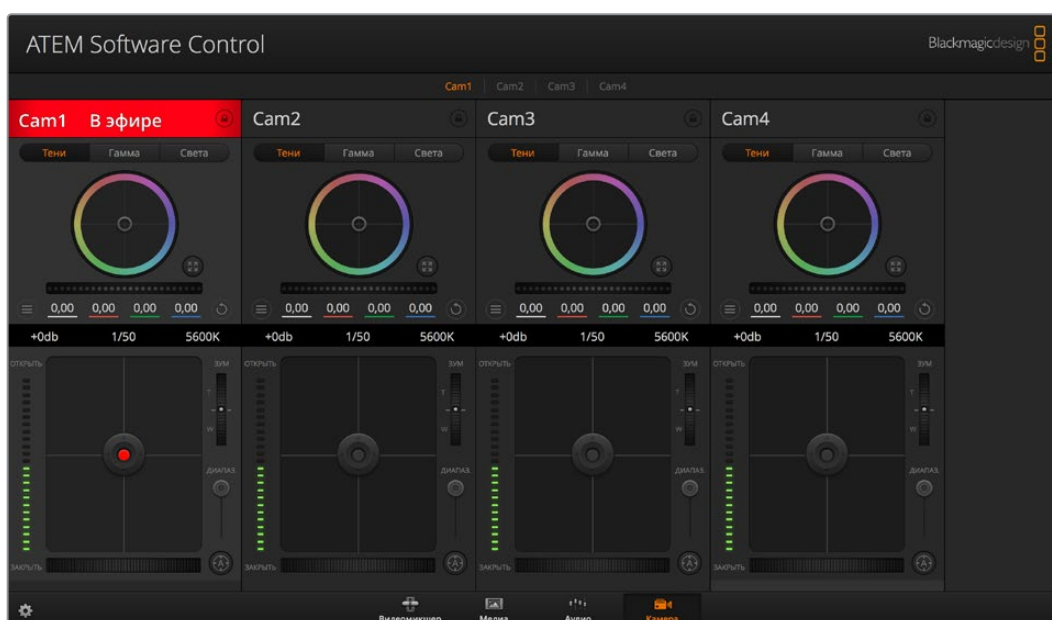 ATEM Software Control
Blackmagicdesign
Cam1 Cam2 Cam3 Cam4
Cam1 В эфире Cam2 Cam3 Cam4
Тени Гамма Света Тени Гамма Света Тени Гамма Света Тени Гамма Света
0,00 0,00 0,00 0,00 0,00 0,00 0,00 0,00 0,00 0,00 0,00 0,00 0,00 0,00 0,00 0,00
+0db 1/50 5600K +0db 1/50 5600K +0db 1/50 5600K +0db 1/50 5600K
ОТКРЫТЬ ЗУМ ОТКРЫТЬ ЗУМ ОТКРЫТЬ ЗУМ ОТКРЫТЬ ЗУМ
T T T T
W W W W
ДИАПАЗ. ДИАПАЗ. ДИАПАЗ. ДИАПАЗ.
ЗАКРЫТЬ A ЗАКРЫТЬ A ЗАКРЫТЬ A ЗАКРЫТЬ A
Видеомикшер Медиа Аудио Камера